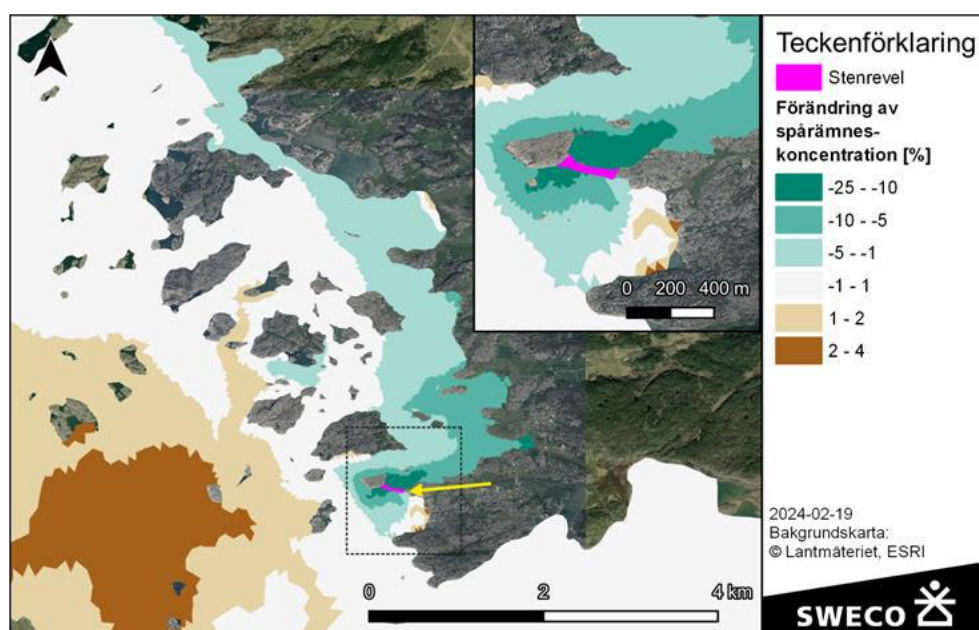 Teckenförklaring
Stenrevel
Förändring av
spårämnes-
koncentration [%]
-25 - -10
-10 - -5
-5 - -1
-1 - 1
1 - 2
2 - 4
0 200 400 m
0 2 4 km
2024-02-19
Bakgrundskarta:
© Lantmäteriet, ESRI
SWECO